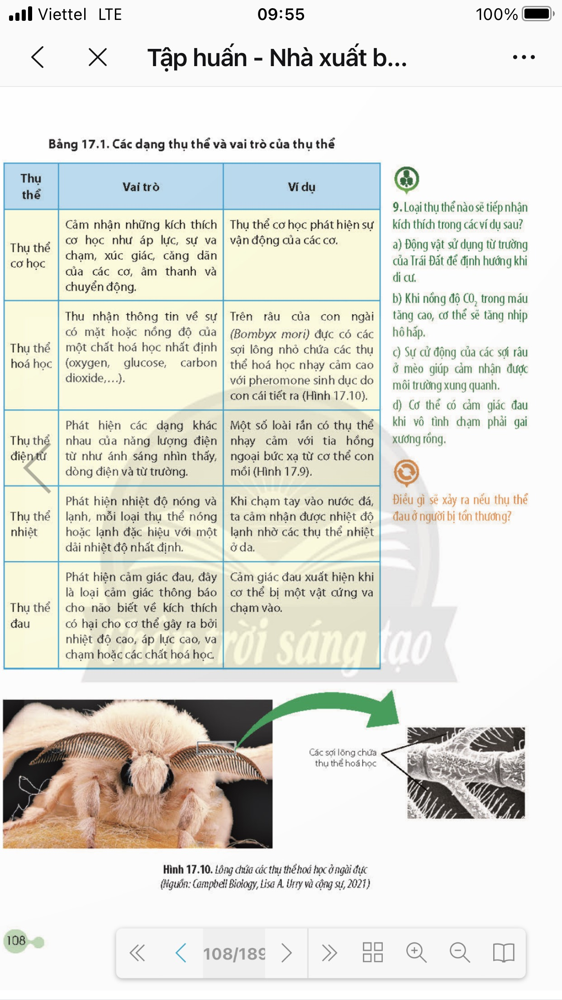 Viettel LTE 09:55 100%
Tập huấn - Nhà xuất b...
Bảng 17.1. Các dạng thụ thể và vai trò của thụ thể
Thụ
thể
Vai trò
Ví dụ
Thụ thể
cơ học
Cảm nhận những kích thích
cơ học như áp lực, sự va
chạm, xúc giác, căng dãn
của các cơ, âm thanh và
chuyển động.
Thụ thể cơ học phát hiện sự
vận động của các cơ.
Thụ thể
hoá học
Thu nhận thông tin về sự
có mặt hoặc nồng độ của
một chất hoá học nhất định
(oxygen, glucose, carbon
dioxide,...).
Trên râu của con ngài
(Bombyx mori) đực có các
sợi lông nhỏ chứa các thụ
thể hoá học nhạy cảm cao
với pheromone sinh dục do
con cái tiết ra (Hình 17.10).
Thụ thể
điện từ
Phát hiện các dạng khác
nhau của năng lượng điện
từ như ánh sáng nhìn thấy,
dòng điện và từ trường.
Một số loài rắn có thụ thể
nhạy cảm với tia hồng
ngoại bức xạ từ cơ thể con
mồi (Hình 17.9).
Thụ thể
nhiệt
Phát hiện nhiệt độ nóng và
lạnh, mỗi loại thụ thể nóng
hoặc lạnh đặc hiệu với một
dải nhiệt độ nhất định.
Khi chạm tay vào nước đá,
ta cảm nhận được nhiệt độ
lạnh nhờ các thụ thể nhiệt
ở da.
Thụ thể
đau
Phát hiện cảm giác đau, đây
là loại cảm giác thông báo
cho não biết về kích thích
có hại cho cơ thể gây ra bởi
nhiệt độ cao, áp lực cao, va
chạm hoặc các chất hoá học.
Cảm giác đau xuất hiện khi
cơ thể bị một vật cứng va
chạm vào.
Chân trời sáng tạo
9. Loại thụ thể nào sẽ tiếp nhận
kích thích trong các ví dụ sau?
a) Động vật sử dụng từ trường
của Trái Đất để định hướng khi
di cư.
b) Khi nồng độ CO₂ trong máu
tăng cao, cơ thể sẽ tăng nhịp
hô hấp.
c) Sự cử động của các sợi râu
ở mèo giúp cảm nhận được
môi trường xung quanh.
d) Cơ thể có cảm giác đau
khi vô tình chạm phải gai
xương rồng.
Điều gì sẽ xảy ra nếu thụ thể
đau ở người bị tổn thương?
Các sợi lông chứa
thụ thể hoá học
Hình 17.10. Lông chứa các thụ thể hoá học ở ngài đực
(Nguồn: Campbell Biology, Lisa A. Urry và cộng sự, 2021)
108
108/189